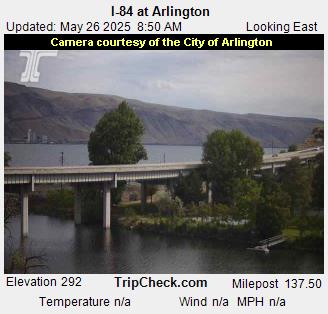 I-84 at Arlington
Updated: May 26 2025 8:50 AM Looking East
Camera courtesy of the City of Arlington
Elevation 292 TripCheck.com Milepost 137.50
Temperature n/a Wind n/a MPH n/a